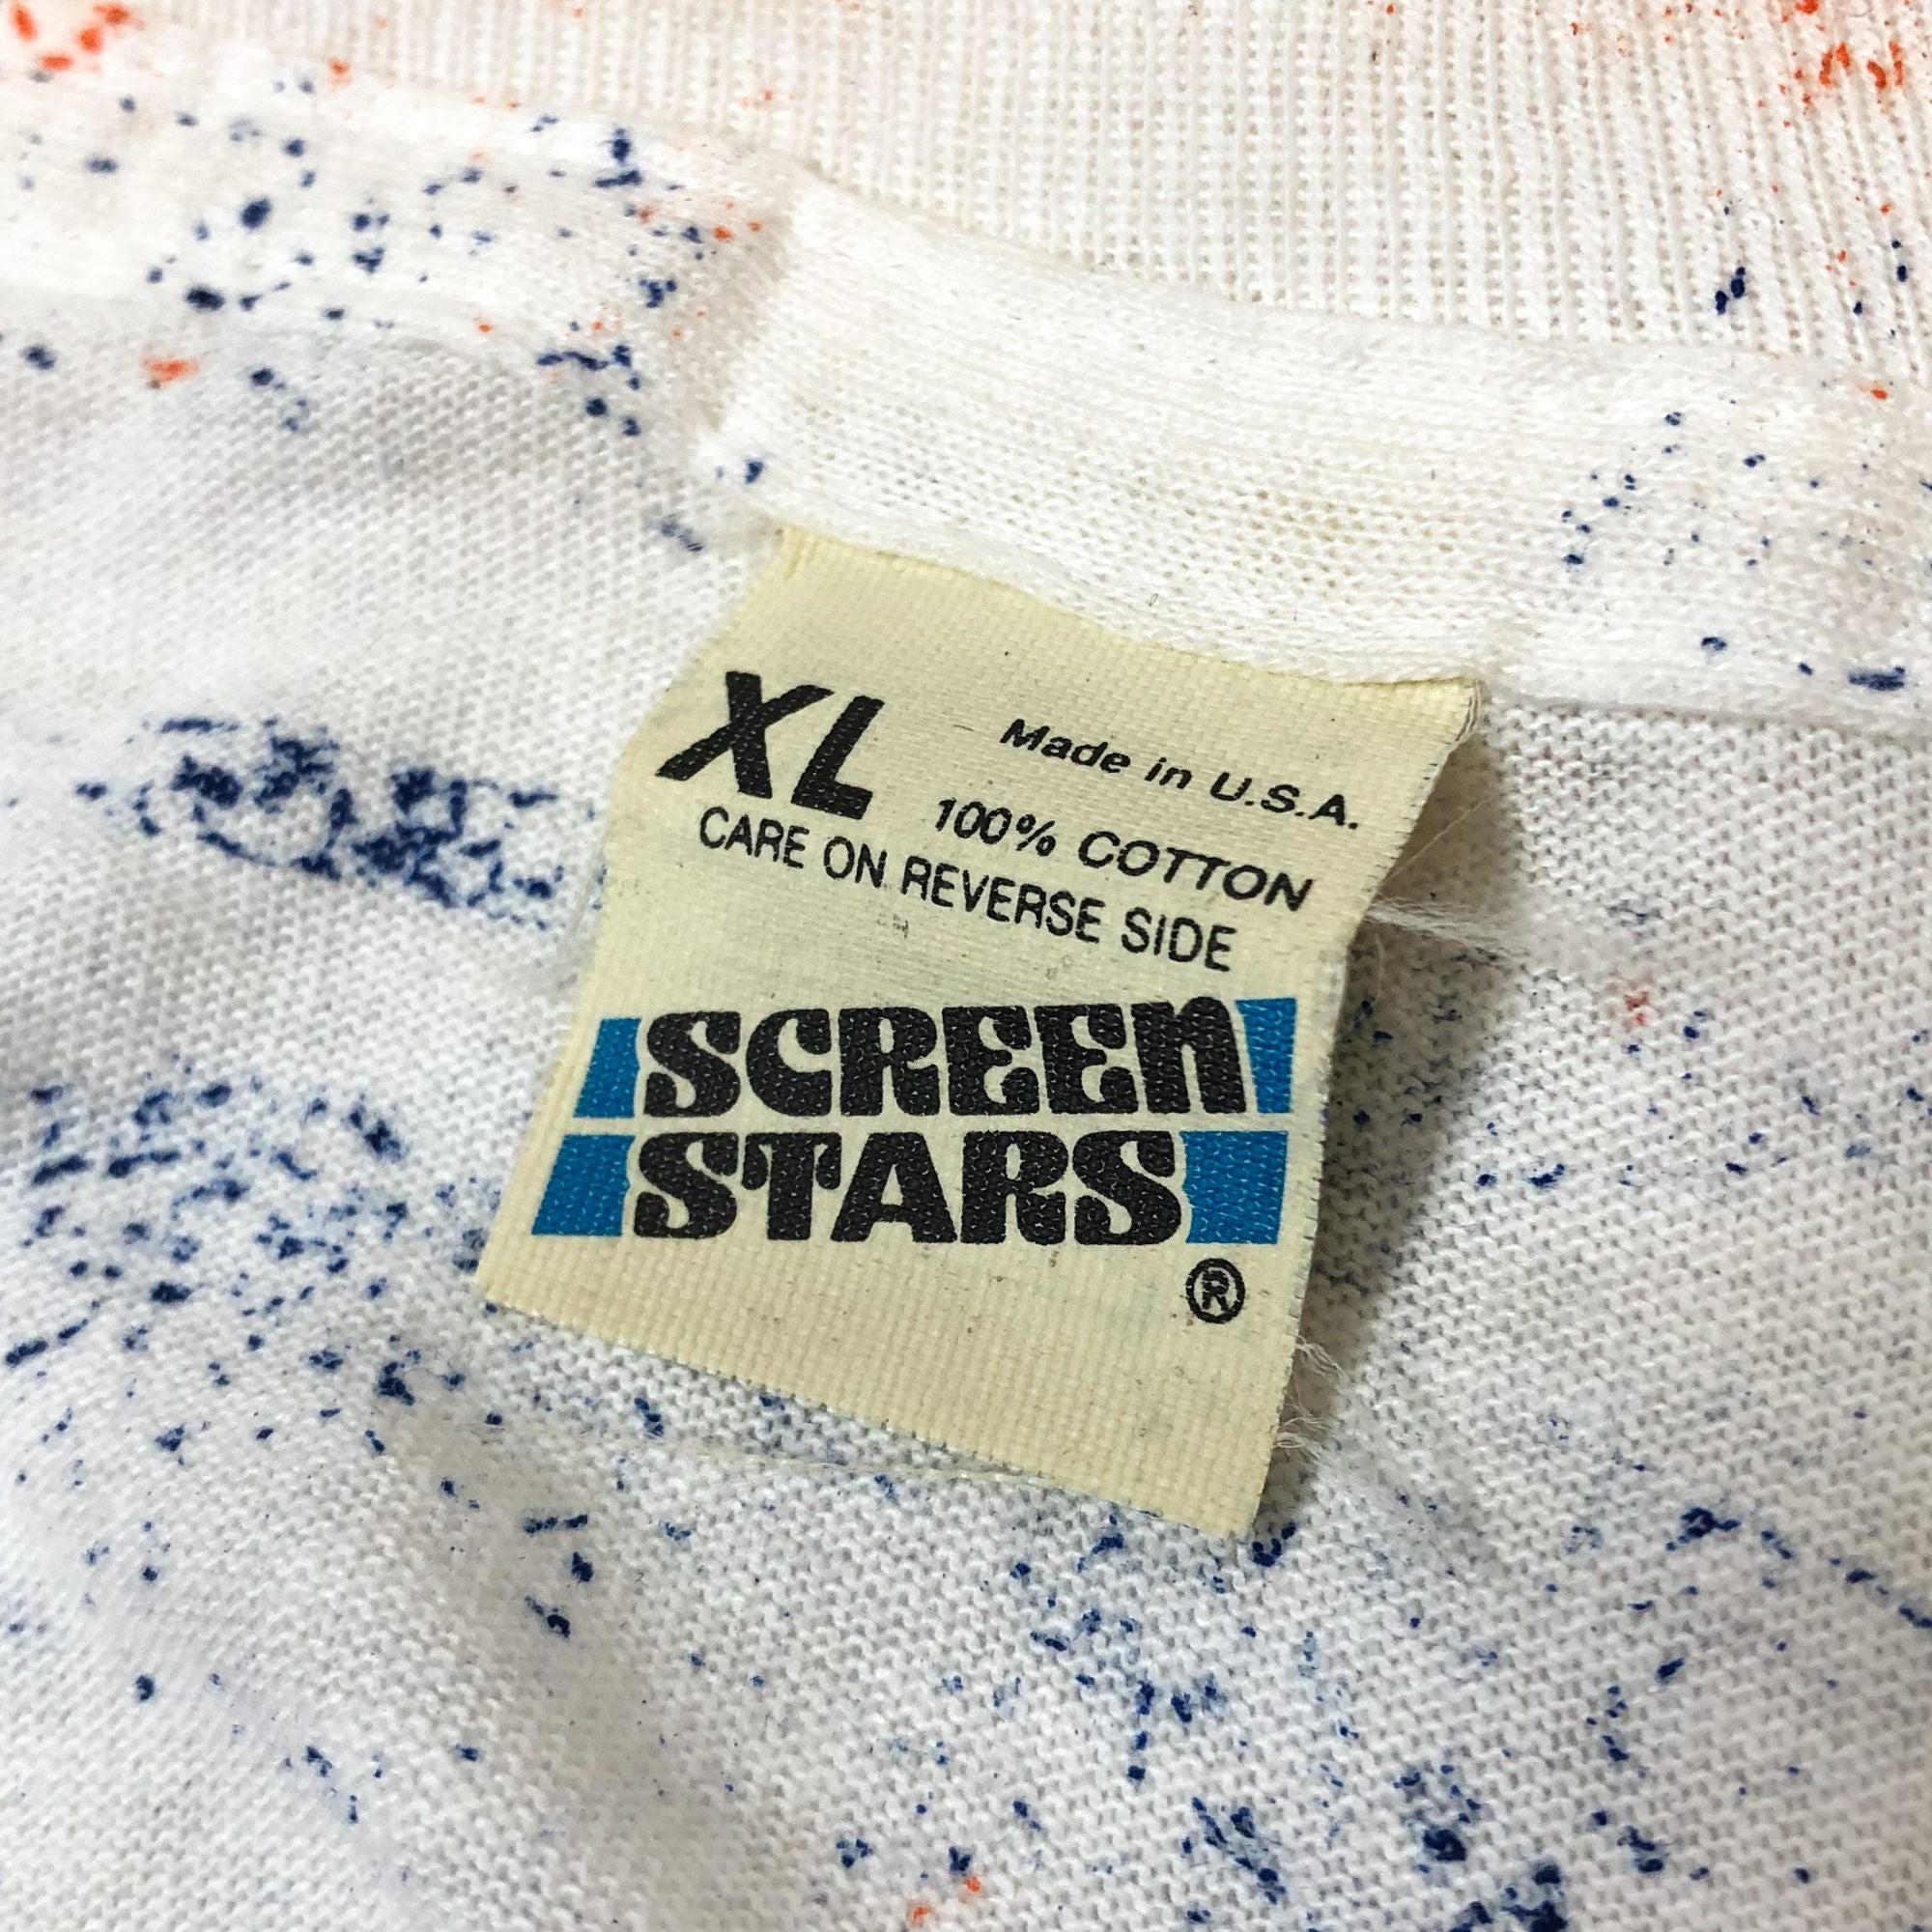 XL Made in U.S.A.
100% COTTON
CARE ON REVERSE SIDE
SCREEN
STARS
®